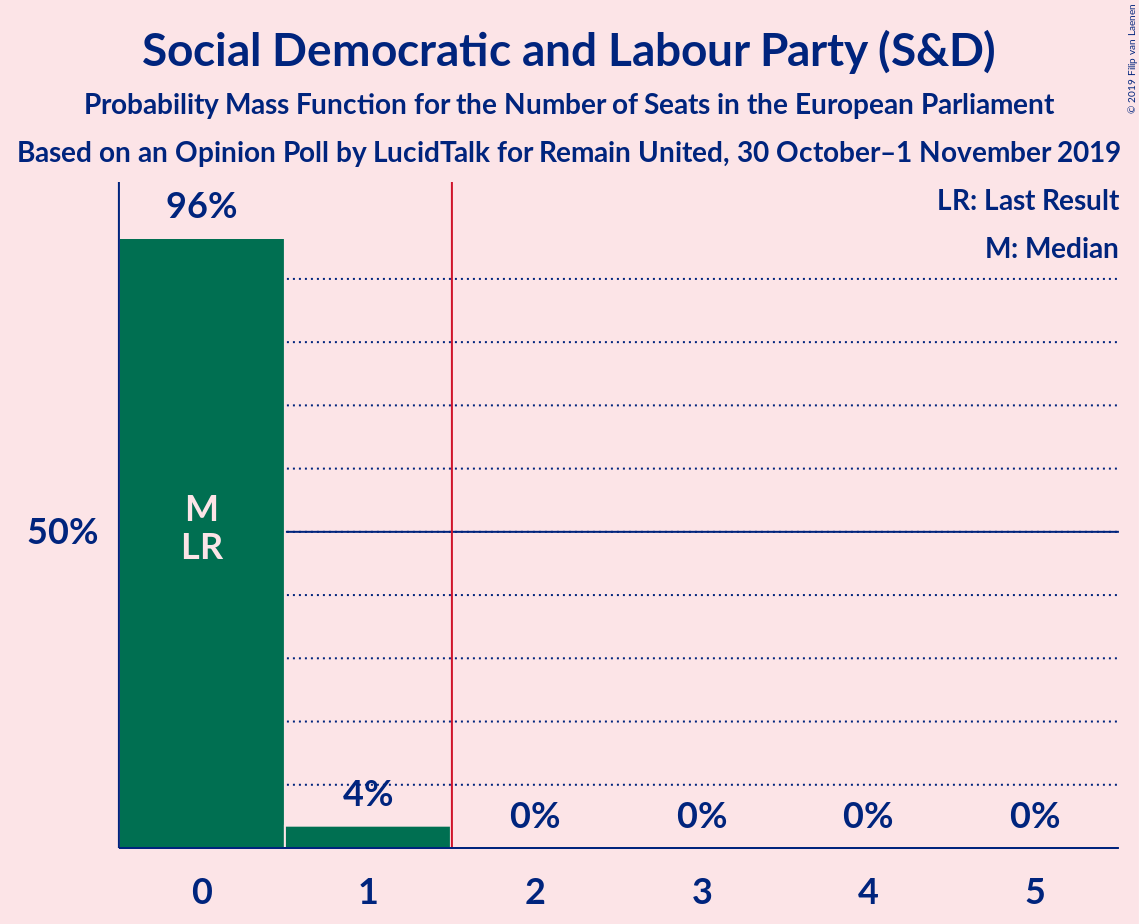 Social Democratic and Labour Party (S&D)
Probability Mass Function for the Number of Seats in the European Parliament
Based on an Opinion Poll by LucidTalk for Remain United, 30 October–1 November 2019
© 2019 Filip van Laenen
LR: Last Result
M: Median
96%
M
LR
50%
4%
0%
0%
0%
0%
0
1
2
3
4
5